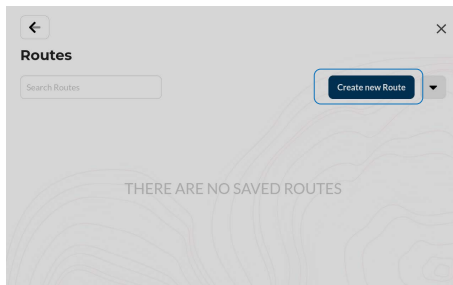 Routes
Search Routes
Create new Route
THERE ARE NO SAVED ROUTES